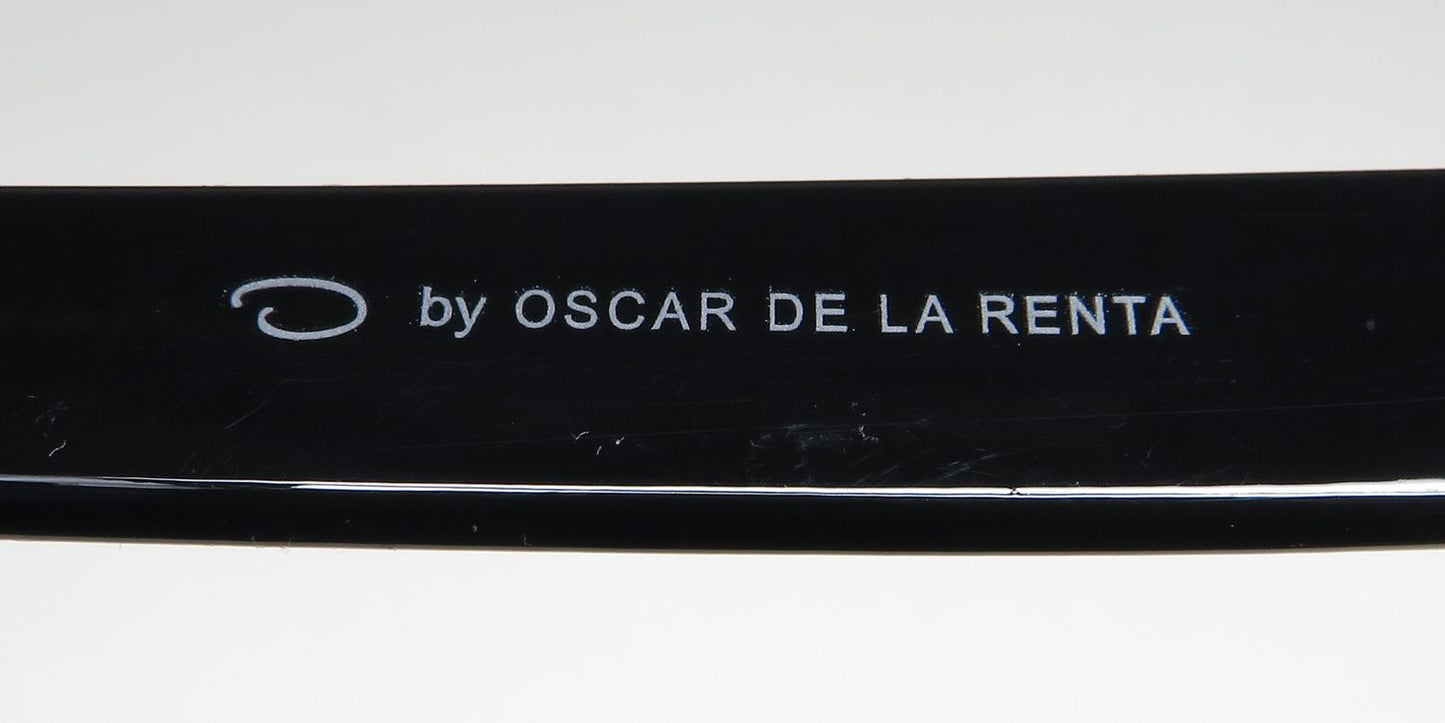 O by OSCAR DE LA RENTA